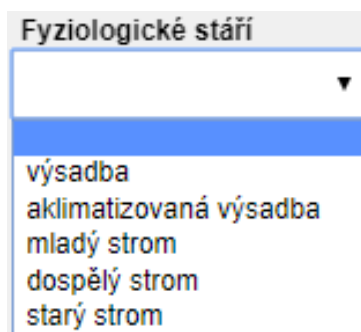 Fyziologické stáří
výsadba
aklimatizovaná výsadba
mladý strom
dospělý strom
starý strom